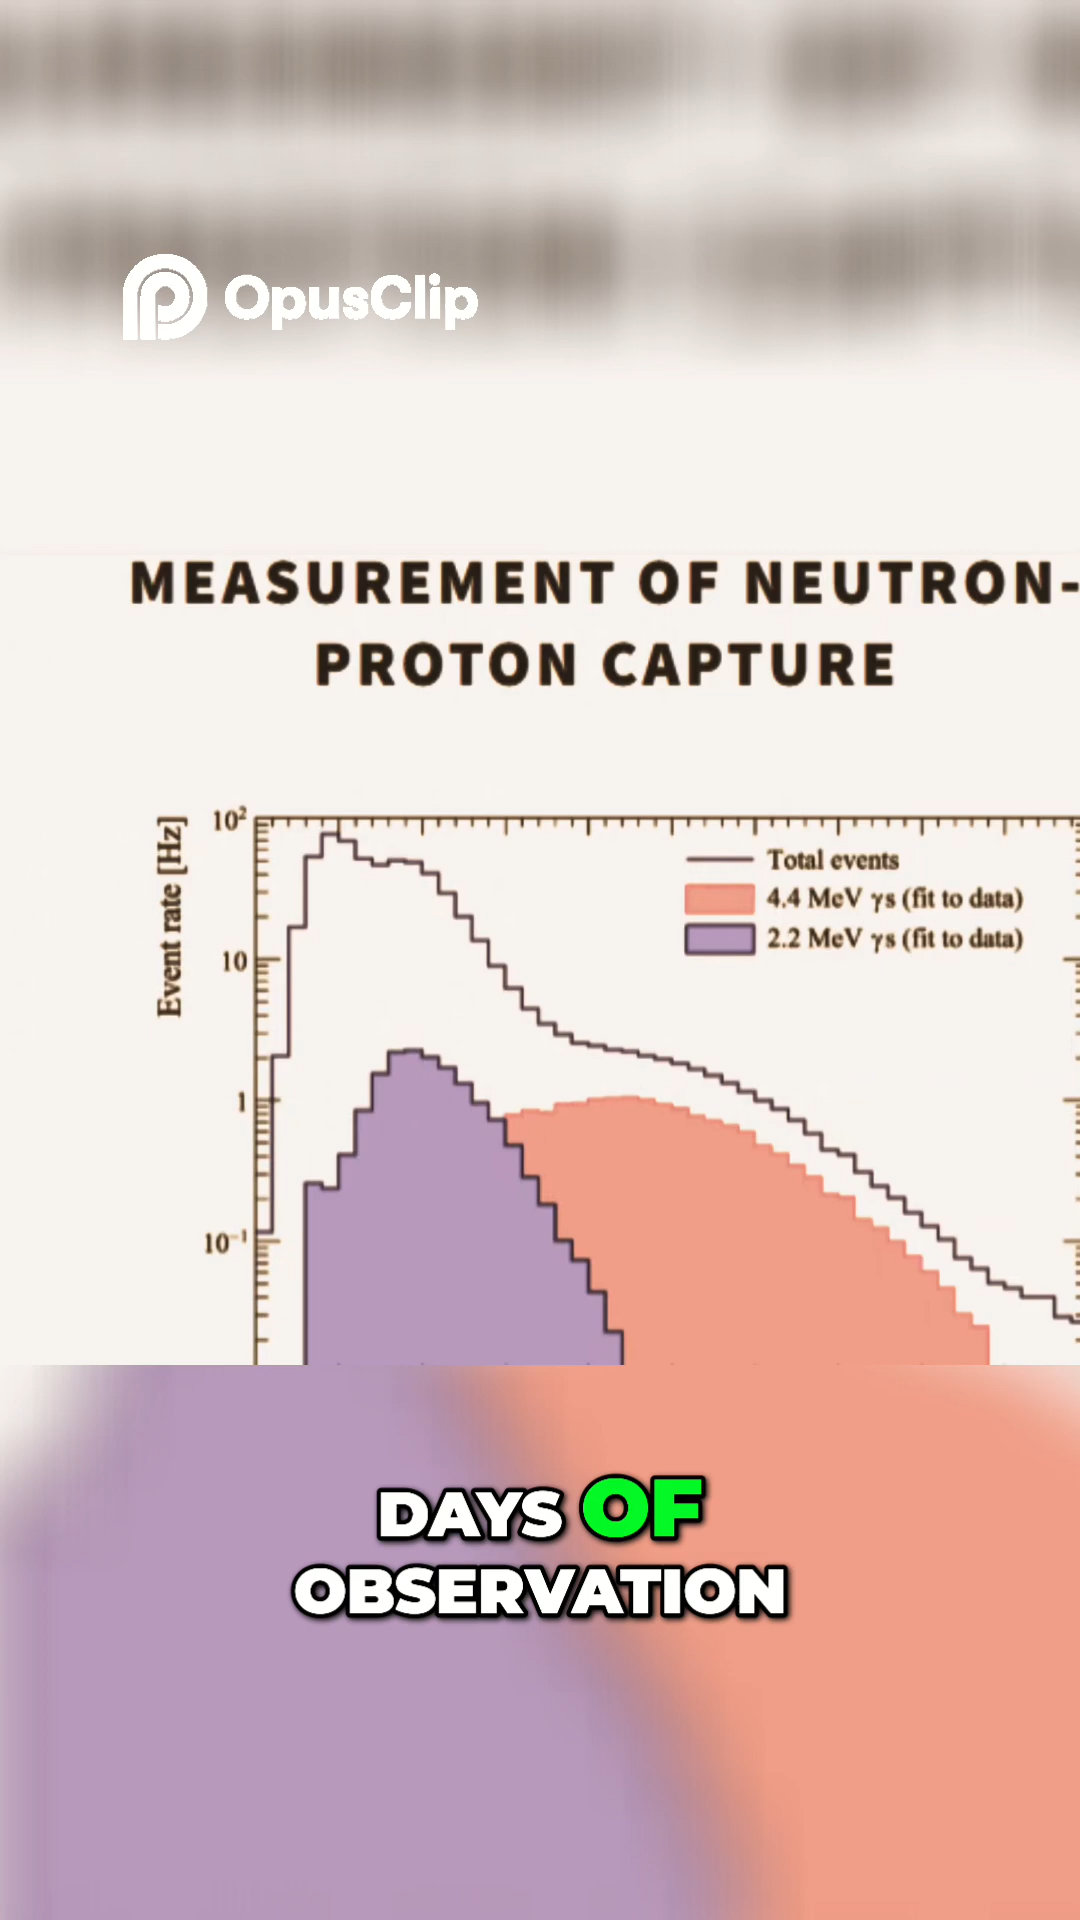 OpusClip
MEASUREMENT OF NEUTRON-
PROTON CAPTURE
Event rate [Hz]
10²
10
1
10⁻¹
Total events
4.4 MeV γs (fit to data)
2.2 MeV γs (fit to data)
DAYS OF
OBSERVATION